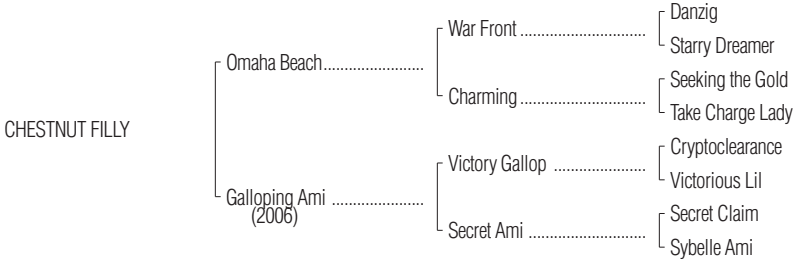 Danzig
War Front ..............................
Starry Dreamer
Omaha Beach........................
Seeking the Gold
Charming ..............................
Take Charge Lady
CHESTNUT FILLY
Cryptoclearance
Victory Gallop ......................
Victorious Lil
Galloping Ami ......................
(2006)
Secret Claim
Secret Ami ............................
Sybelle Ami